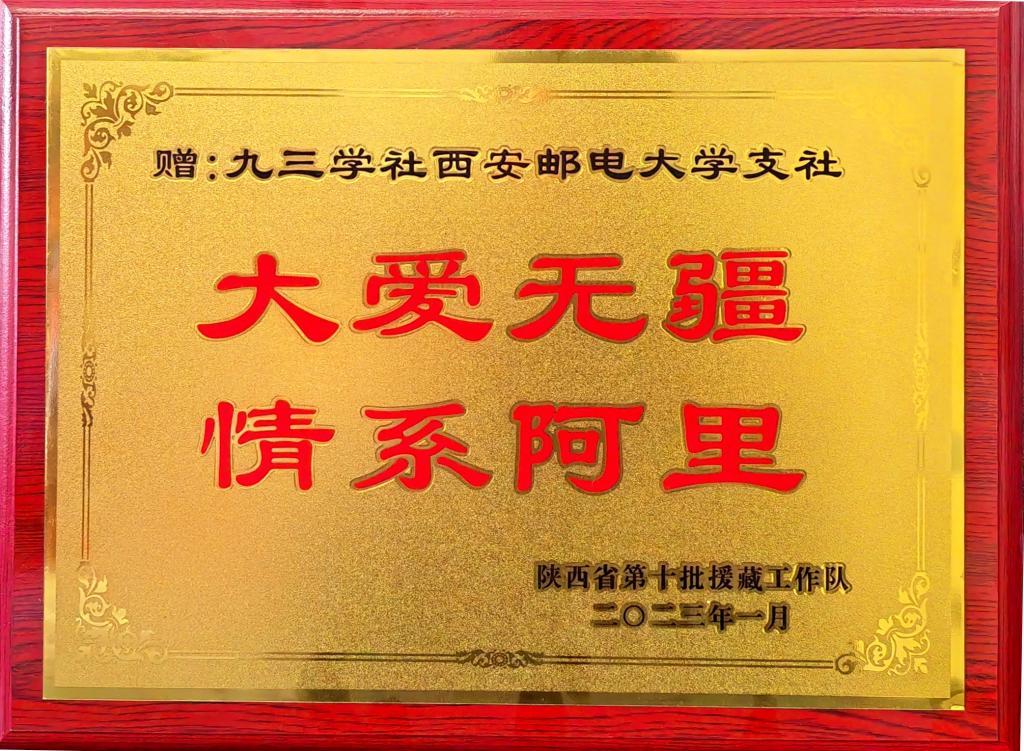 赠:九三学社西安邮电大学支社
大爱无疆
情系阿里
陕西省第十批援藏工作队
二〇二三年一月